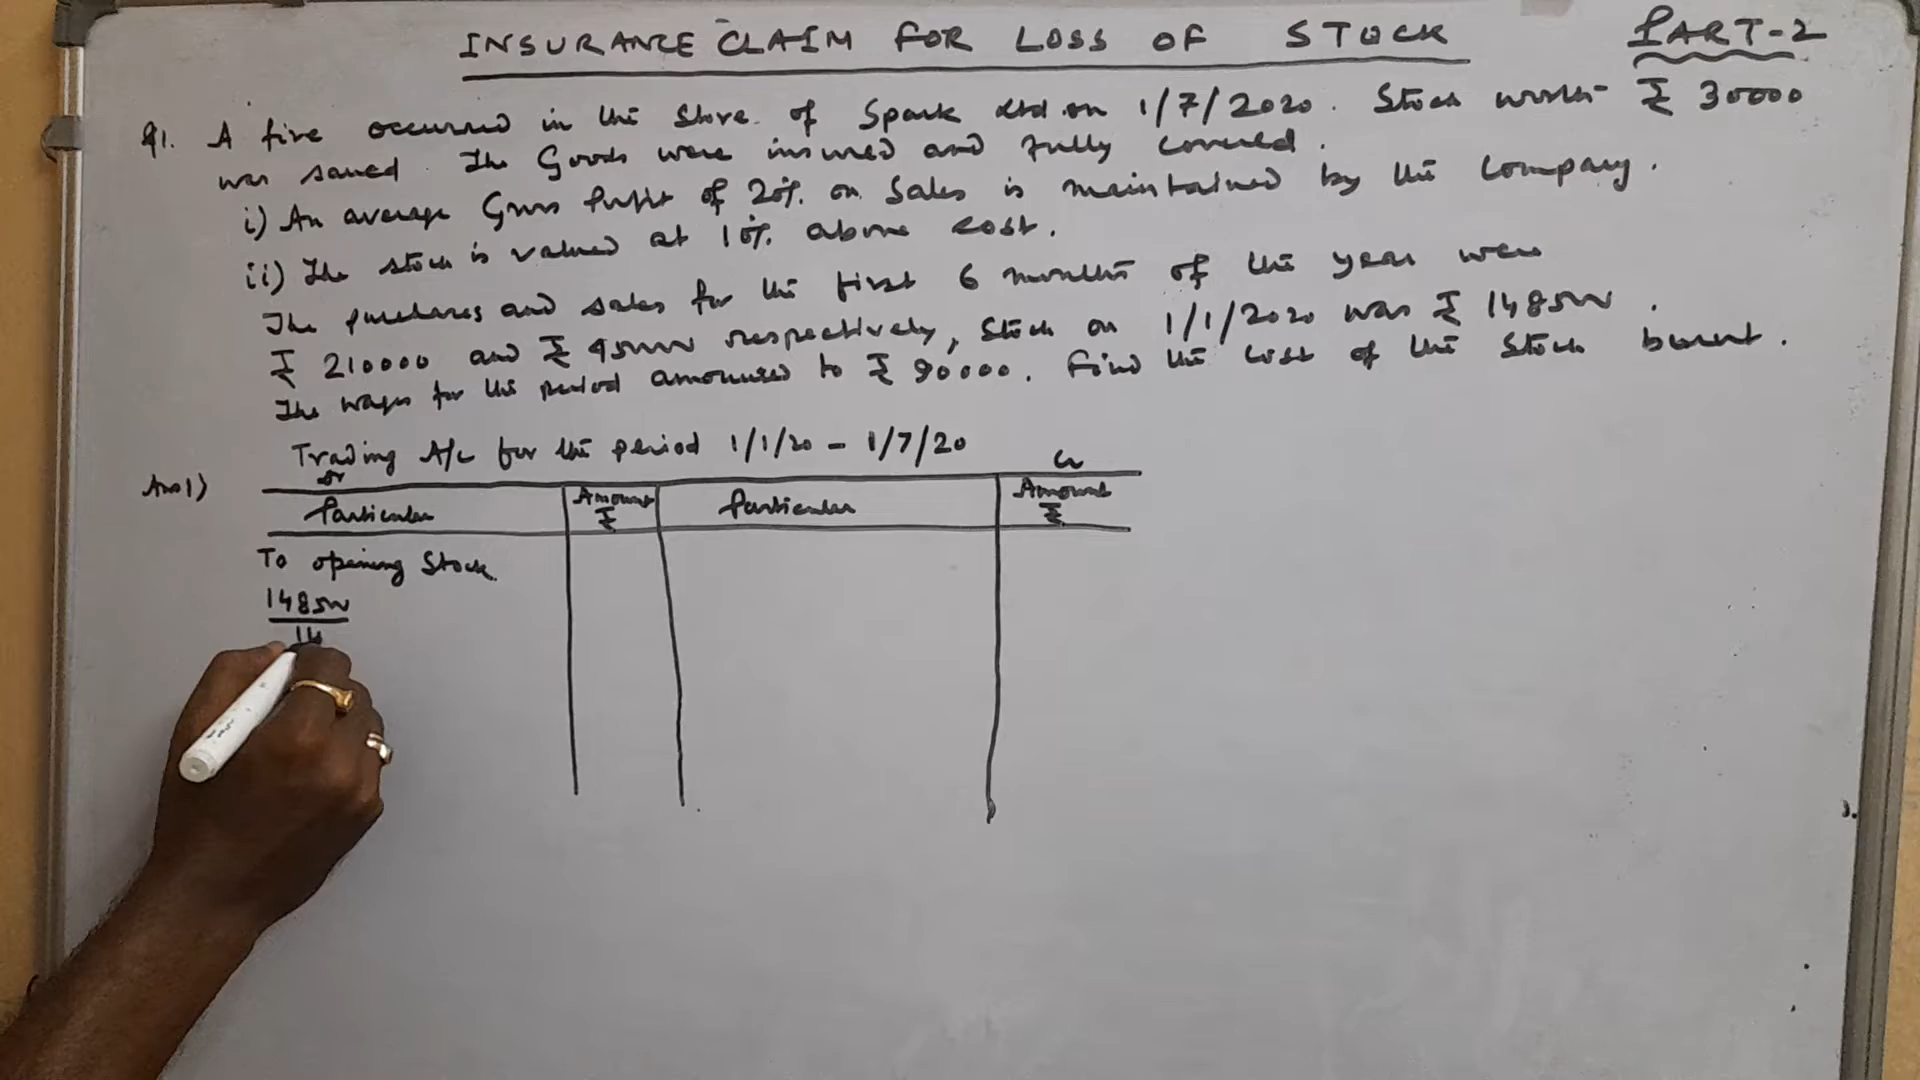 INSURANCE CLAIM FOR LOSS OF STOCK PART-2
Q1. A fire occurred in the store of Spark Ltd on 1/7/2020. Stock worth ₹ 30000
was saved. The Goods were insured and fully covered.
i) An average Gross Profit of 20% on Sales is maintained by the company.
ii) The stock is valued at 10% above cost.
The purchases and sales for the first 6 months of the year were
₹ 210000 and ₹ respectively, Stock on 1/1/2020 was ₹ 148500.
The wages for the period amounted to ₹ 90000. Find the cost of the Stock burnt.
Trading A/c for the period 1/1/20 - 1/7/20
Ans1) Dr Cr
Particular Amount ₹ Particular Amount ₹
To opening Stock
148500